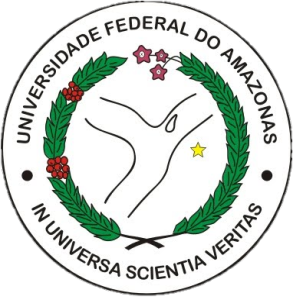 UNIVERSIDADE FEDERAL DO AMAZONAS
IN UNIVERSA SCIENTIA VERITAS